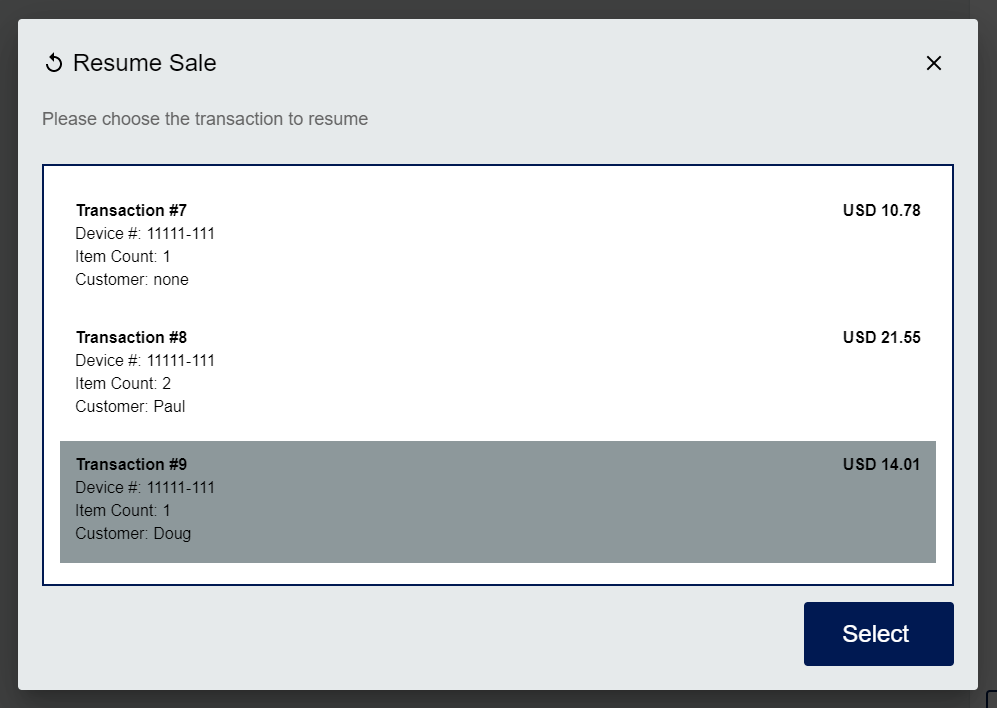 Resume Sale
Please choose the transaction to resume
Transaction #7 USD 10.78
Device #: 11111-111
Item Count: 1
Customer: none
Transaction #8 USD 21.55
Device #: 11111-111
Item Count: 2
Customer: Paul
Transaction #9 USD 14.01
Device #: 11111-111
Item Count: 1
Customer: Doug
Select